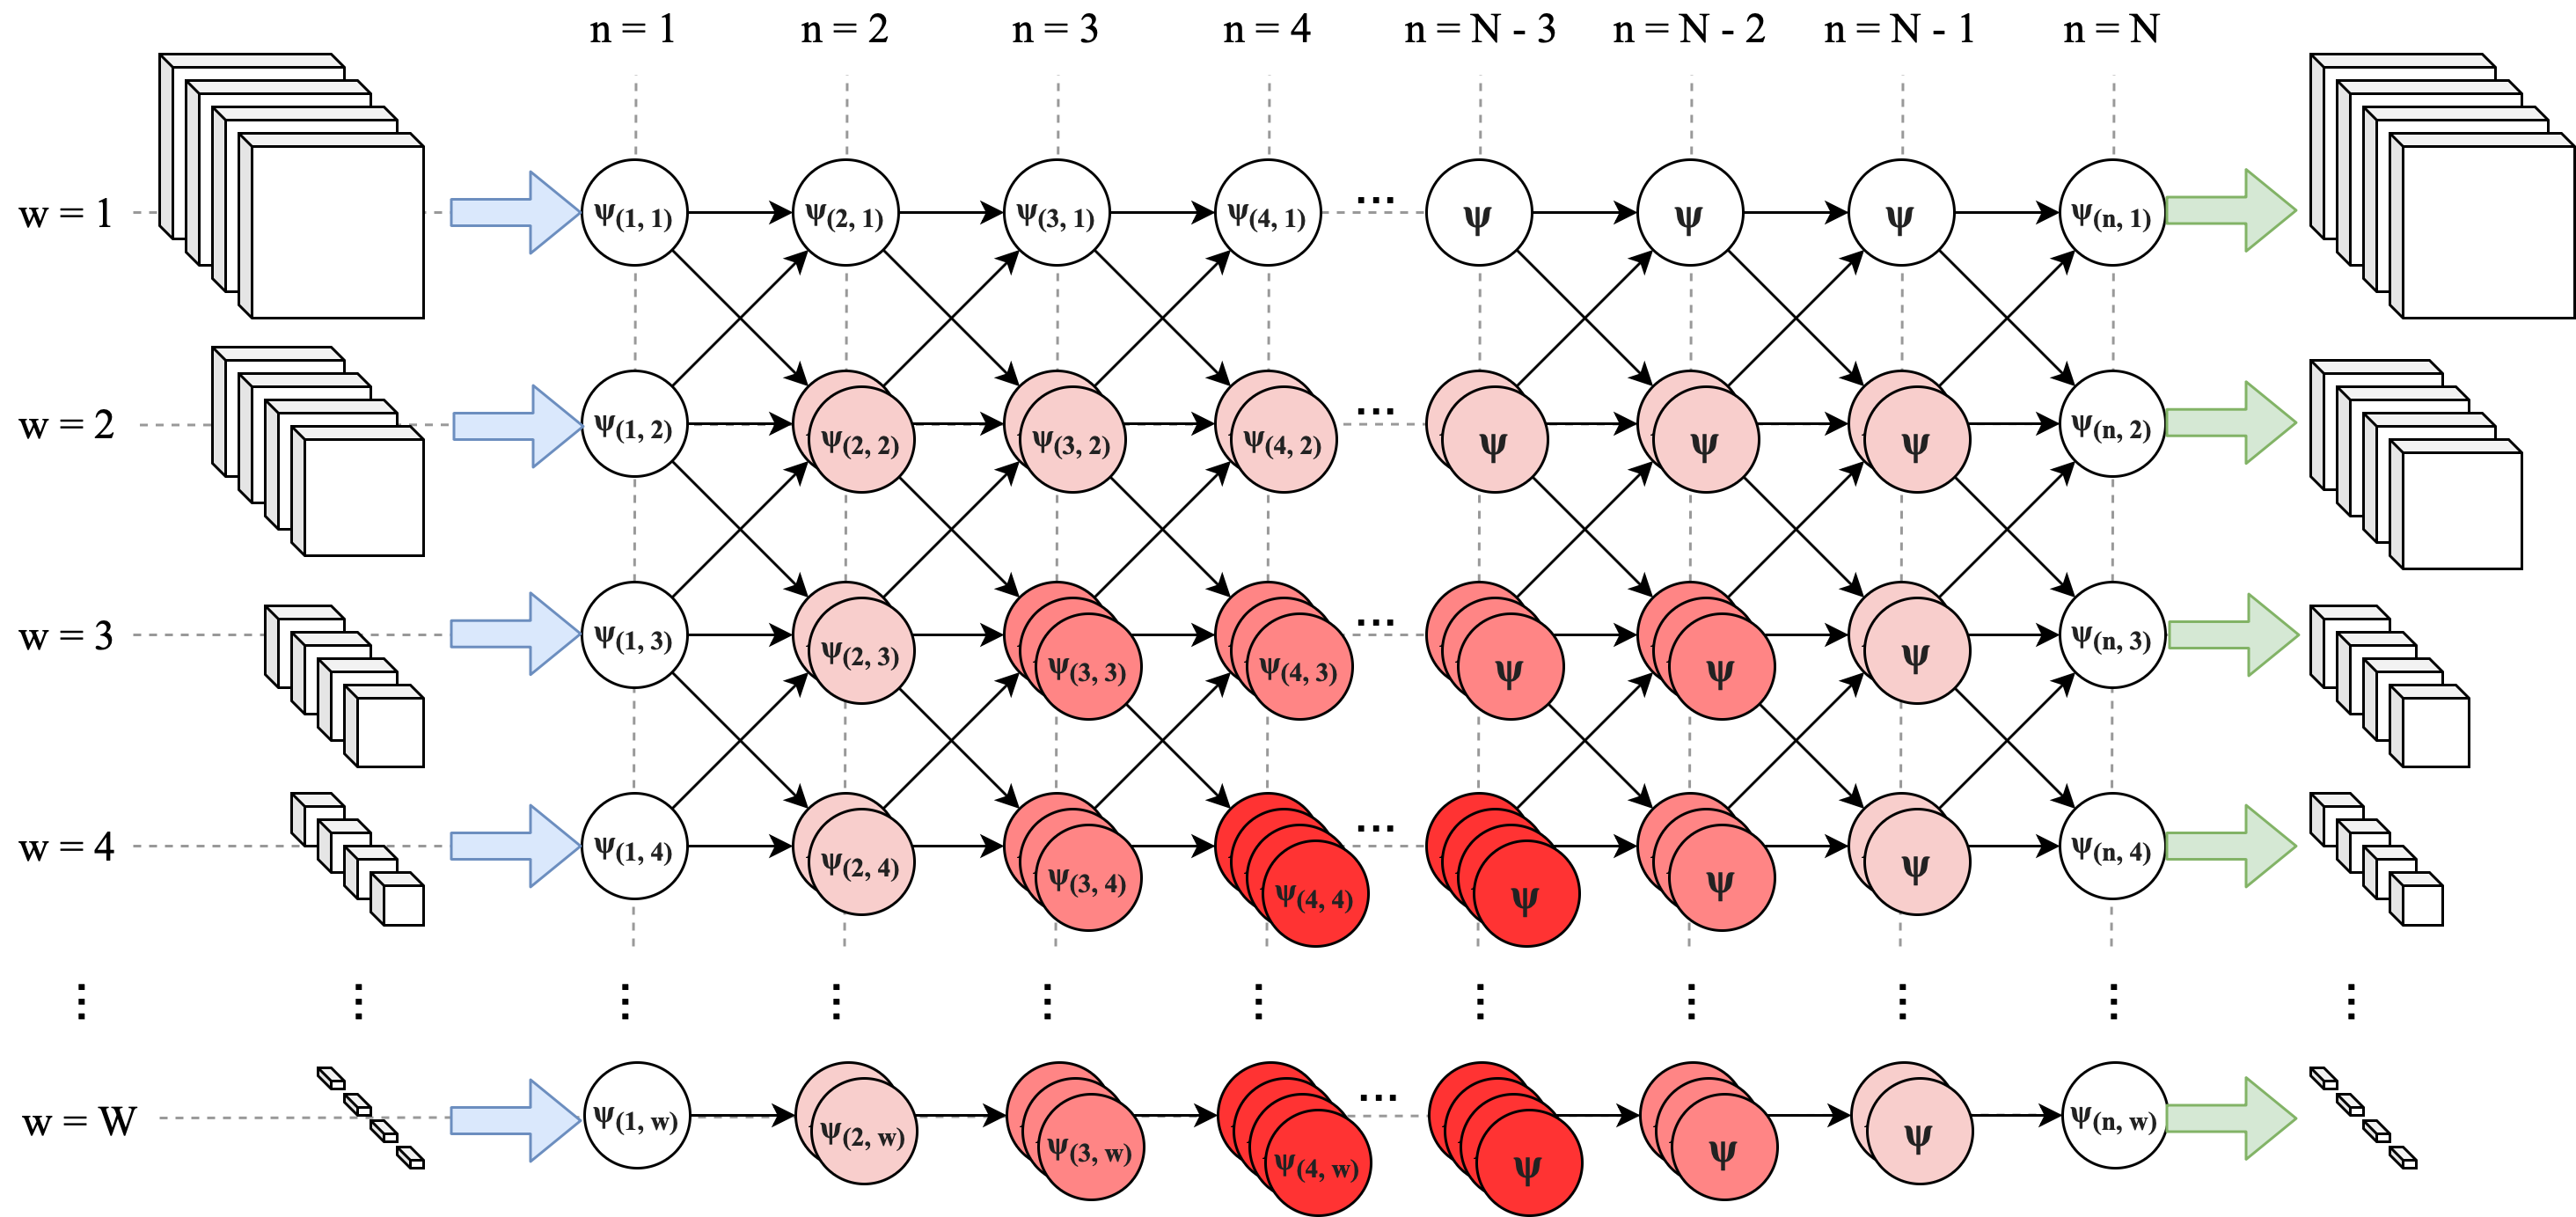 n = 1 n = 2 n = 3 n = 4 n = N - 3 n = N - 2 n = N - 1 n = N
w = 1 ψ(1, 1) ψ(2, 1) ψ(3, 1) ψ(4, 1) ... ψ ψ ψ ψ(n, 1)
w = 2 ψ(1, 2) ψ(2, 2) ψ(3, 2) ψ(4, 2) ... ψ ψ ψ ψ(n, 2)
w = 3 ψ(1, 3) ψ(2, 3) ψ(3, 3) ψ(4, 3) ... ψ ψ ψ ψ(n, 3)
w = 4 ψ(1, 4) ψ(2, 4) ψ(3, 4) ψ(4, 4) ... ψ ψ ψ ψ(n, 4)
⋮ ⋮ ⋮ ⋮ ⋮ ⋮ ⋮ ⋮ ⋮ ⋮ ⋮
w = W ψ(1, w) ψ(2, w) ψ(3, w) ψ(4, w) ... ψ ψ ψ ψ(n, w)